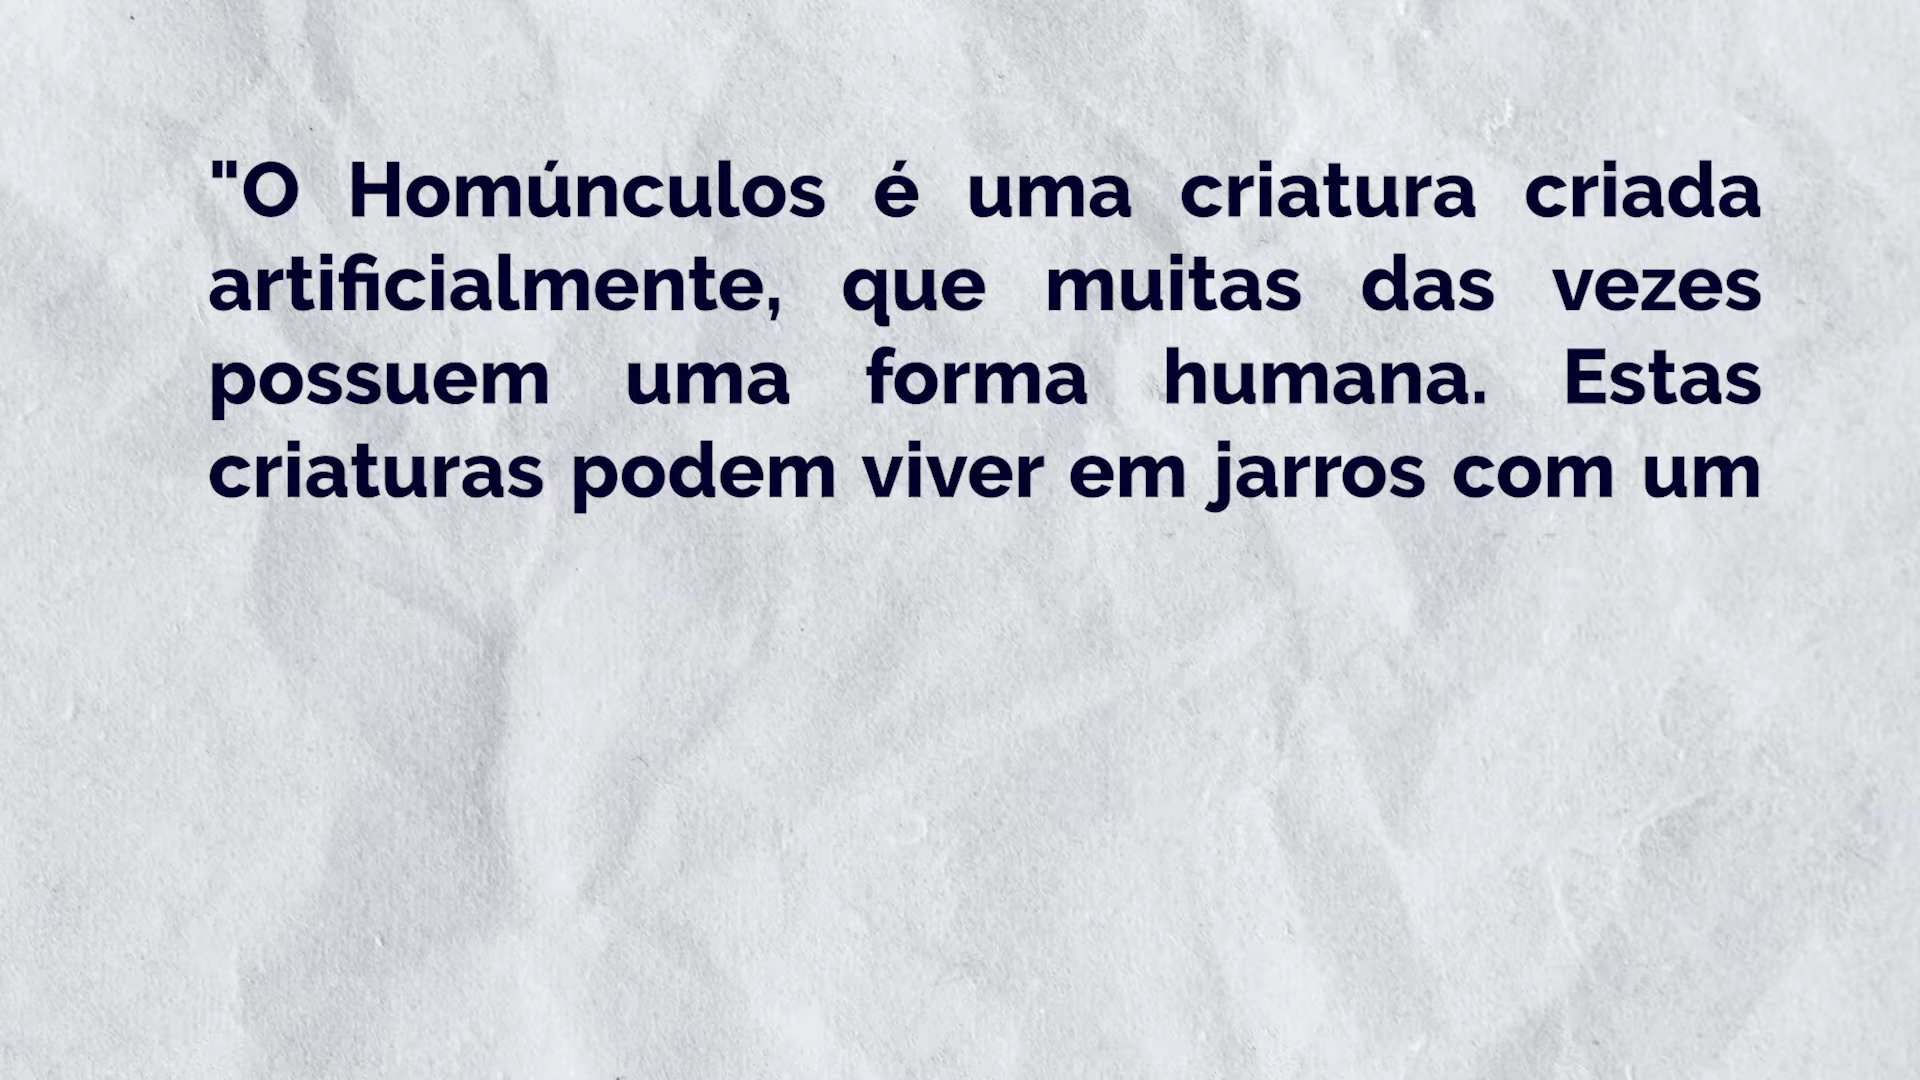 "O Homúnculos é uma criatura criada
artificialmente, que muitas das vezes
possuem uma forma humana. Estas
criaturas podem viver em jarros com um